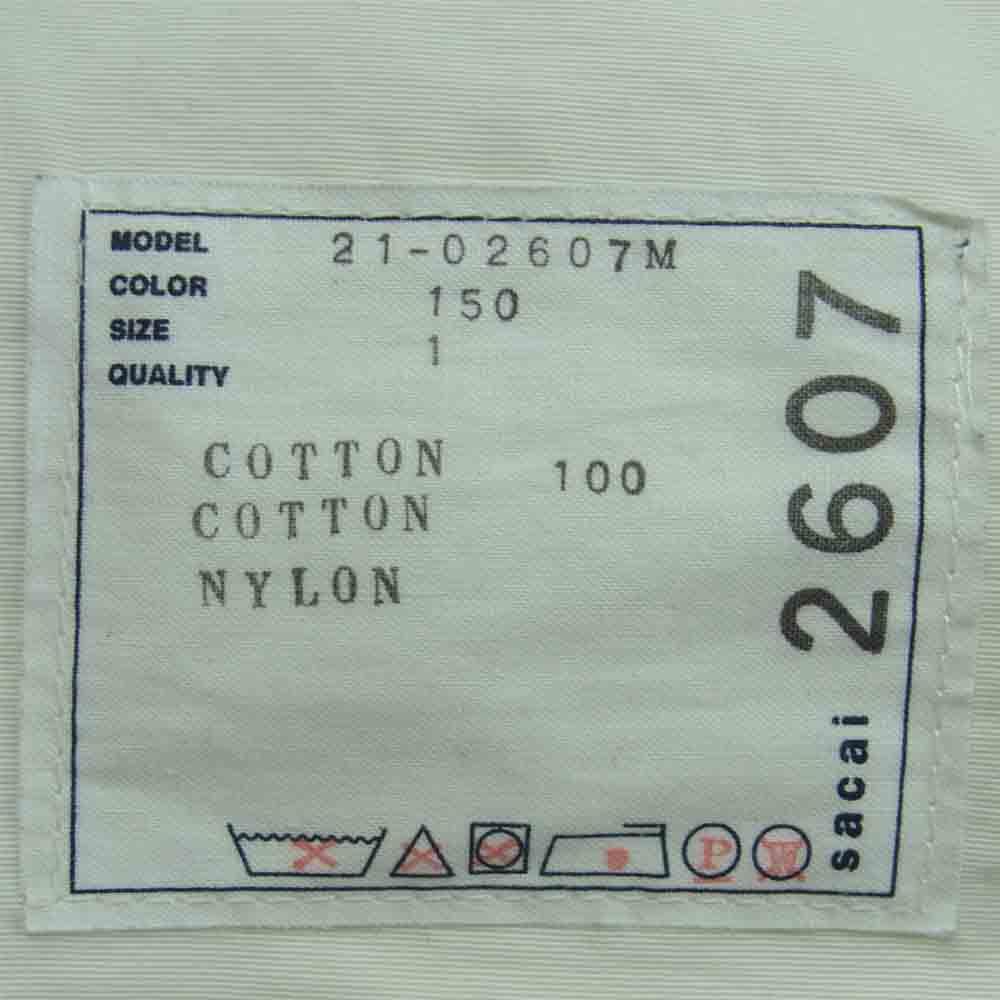 MODEL 21-02607M
COLOR 150
SIZE 1
QUALITY
COTTON 100
COTTON
NYLON
P W
sacai 2607